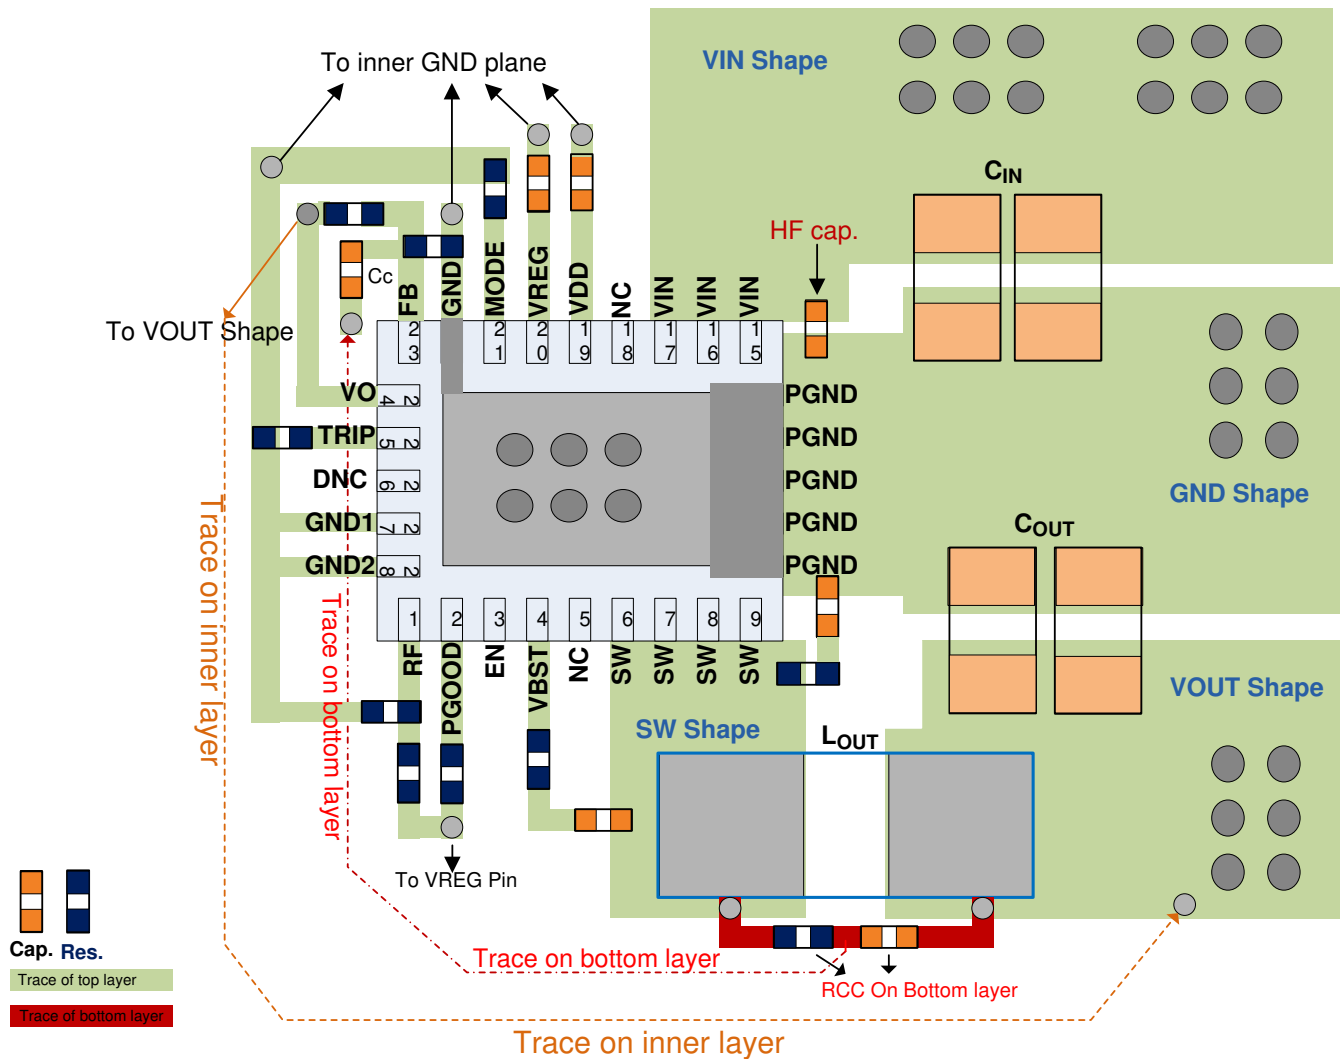 To inner GND plane
VIN Shape
CIN
HF cap.
Cc
FB
GND
MODE
VREG
VDD
NC
VIN
VIN
VIN
To VOUT Shape
23
21
20
19
18
17
16
15
VO
24
PGND
TRIP
25
PGND
DNC
26
PGND
GND Shape
GND1
27
PGND
GND2
28
PGND
COUT
1
2
3
4
5
6
7
8
9
RF
PGOOD
EN
VBST
NC
SW
SW
SW
SW
Trace on inner layer
Trace on bottom layer
VOUT Shape
SW Shape
LOUT
To VREG Pin
Cap.
Res.
Trace of top layer
Trace of bottom layer
Trace on bottom layer
RCC On Bottom layer
Trace on inner layer